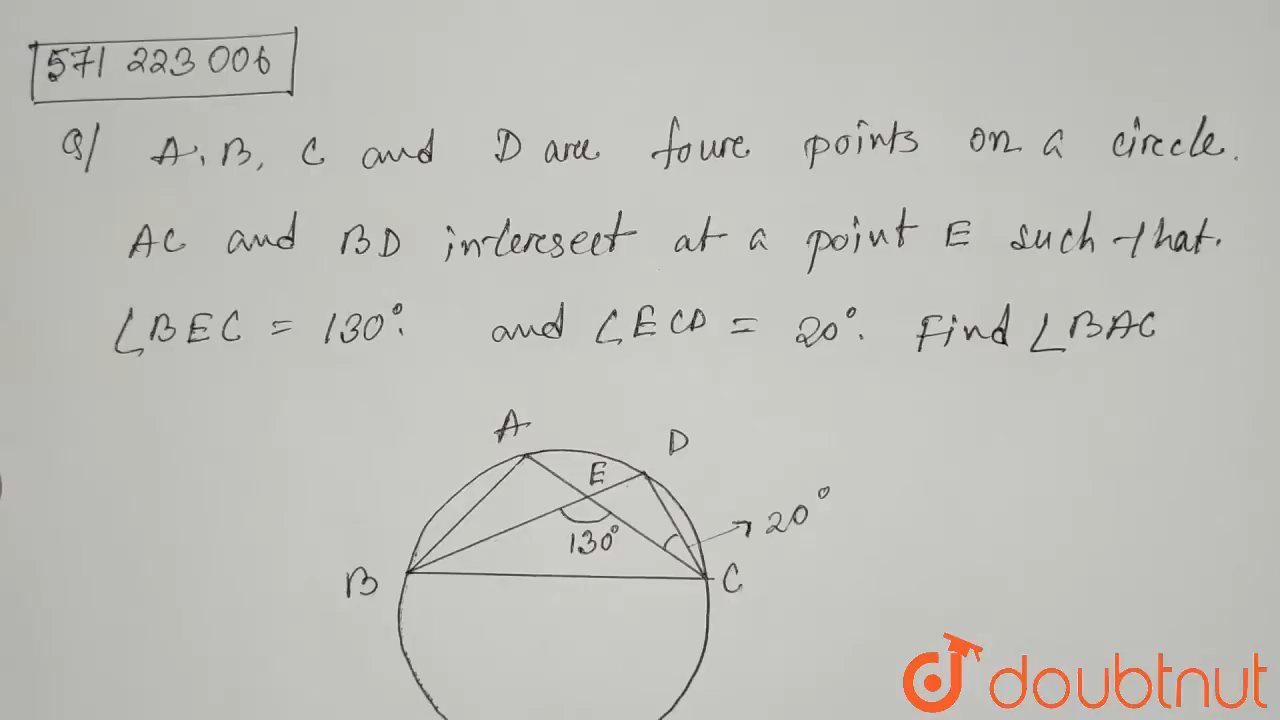 571 223 006
Q/ A, B, C and D are foure points on a circle.
AC and BD intersect at a point E such that.
∠BEC = 130°. and ∠ECD = 20°. Find ∠BAC
A
D
E
20°
130°
B
C
doubtnut